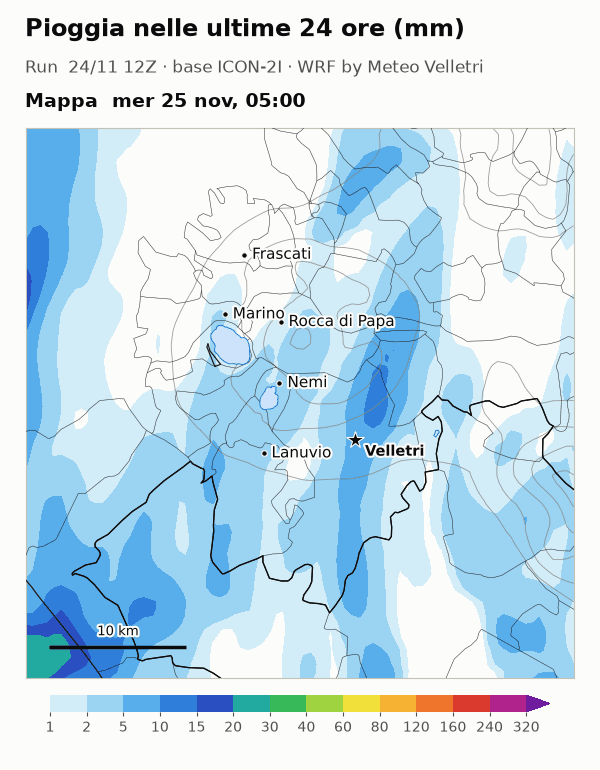 Pioggia nelle ultime 24 ore (mm)
Run  24/11 12Z · base ICON-2I · WRF by Meteo Velletri
Mappa  mer 25 nov, 05:00
Frascati
Marino
Rocca di Papa
Nemi
Velletri
Lanuvio
10 km
1 2 5 10 15 20 30 40 60 80 120 160 240 320